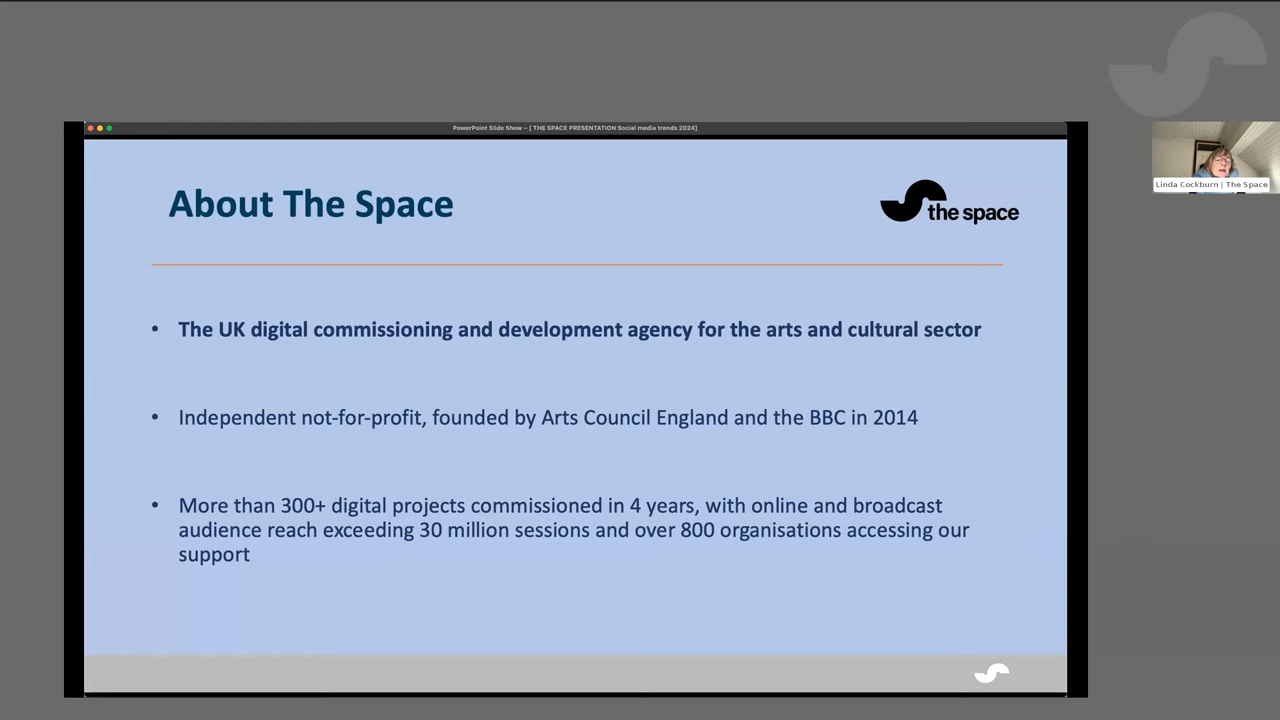 PowerPoint Slide Show – [ THE SPACE PRESENTATION Social media trends 2024]
About The Space
the space
Linda Cockburn | The Space
• The UK digital commissioning and development agency for the arts and cultural sector
• Independent not-for-profit, founded by Arts Council England and the BBC in 2014
• More than 300+ digital projects commissioned in 4 years, with online and broadcast
audience reach exceeding 30 million sessions and over 800 organisations accessing our
support